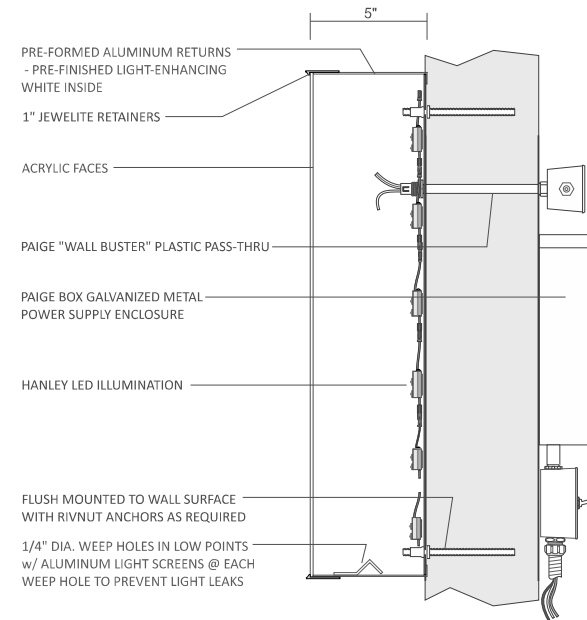 5"
PRE-FORMED ALUMINUM RETURNS
- PRE-FINISHED LIGHT-ENHANCING
WHITE INSIDE
1" JEWELITE RETAINERS
ACRYLIC FACES
PAIGE "WALL BUSTER" PLASTIC PASS-THRU
PAIGE BOX GALVANIZED METAL
POWER SUPPLY ENCLOSURE
HANLEY LED ILLUMINATION
FLUSH MOUNTED TO WALL SURFACE
WITH RIVNUT ANCHORS AS REQUIRED
1/4" DIA. WEEP HOLES IN LOW POINTS
w/ ALUMINUM LIGHT SCREENS @ EACH
WEEP HOLE TO PREVENT LIGHT LEAKS